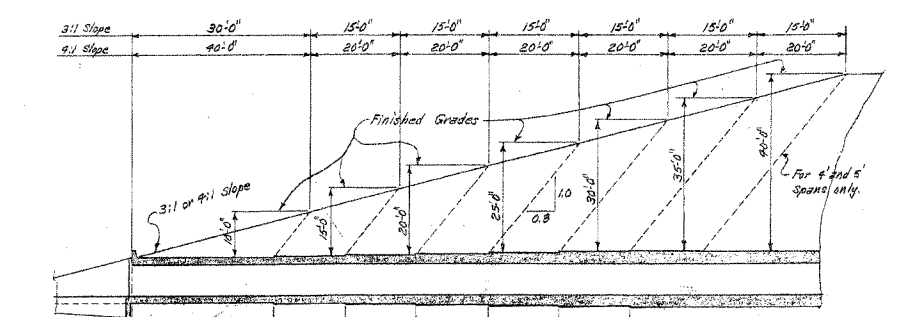 3:1 Slope 30'-0" 15'-0" 15'-0" 15'-0" 15'-0" 15'-0" 15'-0"
4:1 Slope 40'-0" 20'-0" 20'-0" 20'-0" 20'-0" 20'-0" 20'-0"
Finished Grades
3:1 or 4:1 Slope
10'-0"
15'-0"
20'-0"
25'-0"
1.0
0.8
30'-0"
35'-0"
40'-0"
For 4' and 5'
spans only.